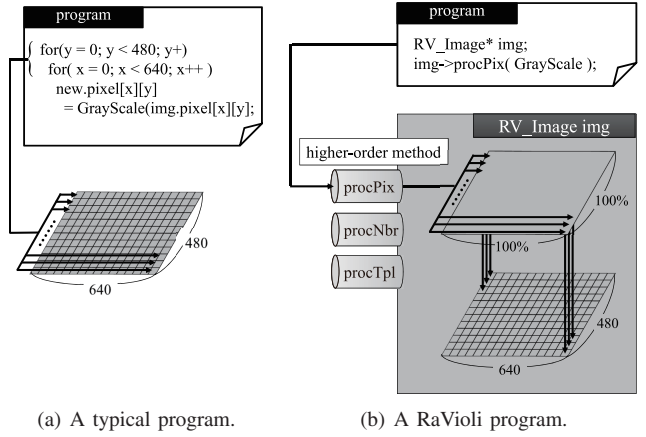 program
for(y = 0; y < 480; y+)
for( x = 0; x < 640; x++ )
new.pixel[x][y]
= GrayScale(img.pixel[x][y];
480
640
(a) A typical program.
program
RV_Image* img;
img->procPix( GrayScale );
RV_Image img
higher-order method
procPix
procNbr
procTpl
100%
100%
480
640
(b) A RaVioli program.